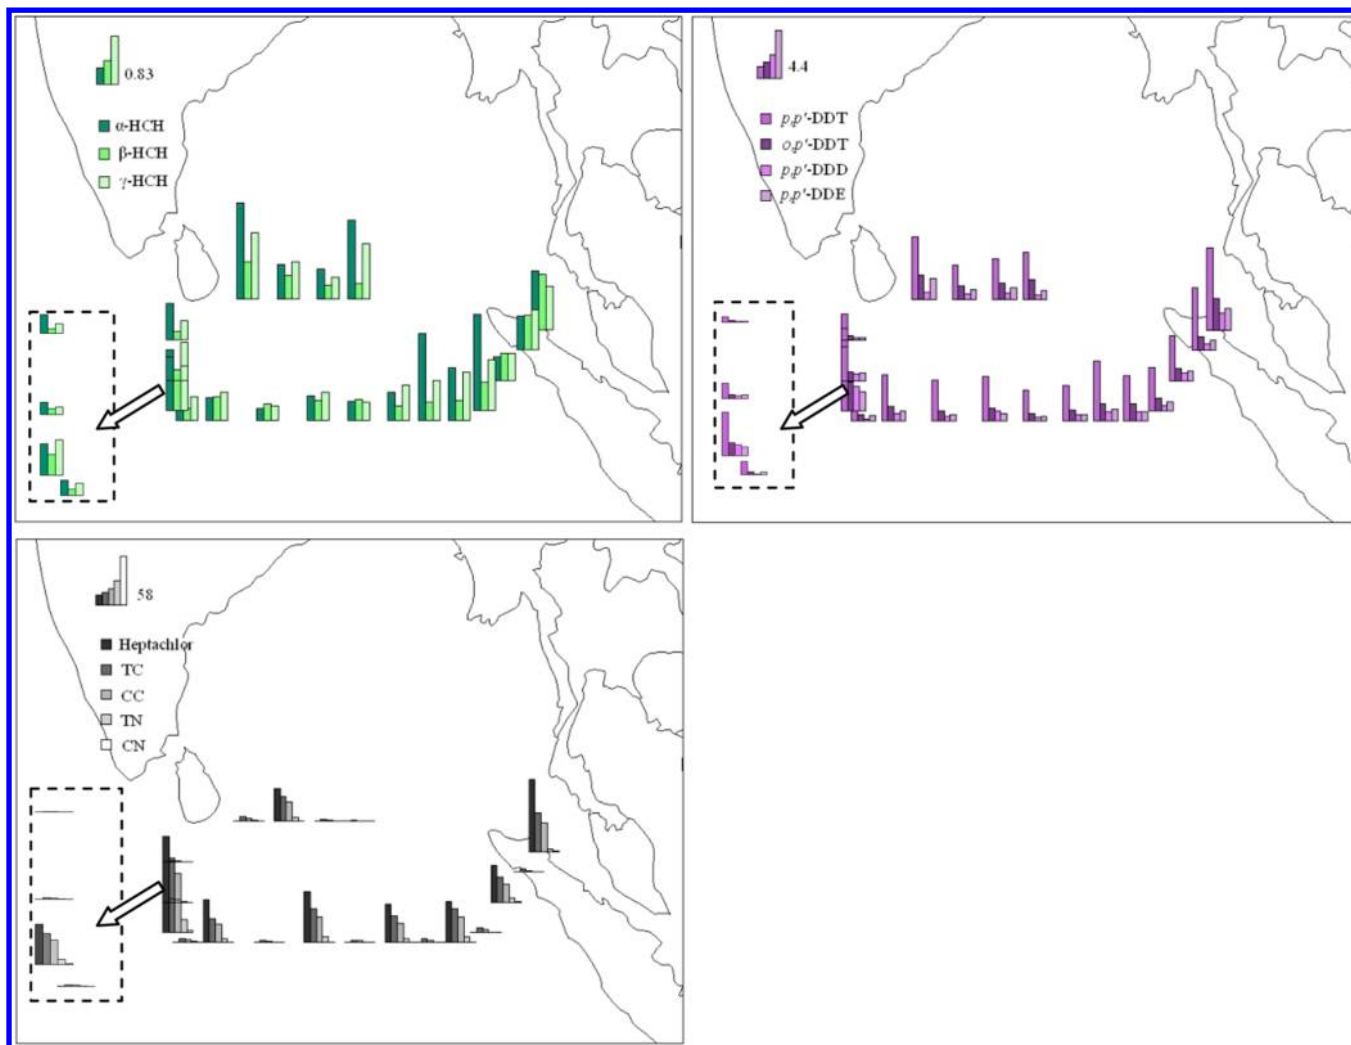 0.83
α-HCH
β-HCH
γ-HCH
4.4
p,p'-DDT
o,p'-DDT
p,p'-DDD
p,p'-DDE
58
Heptachlor
TC
CC
TN
CN